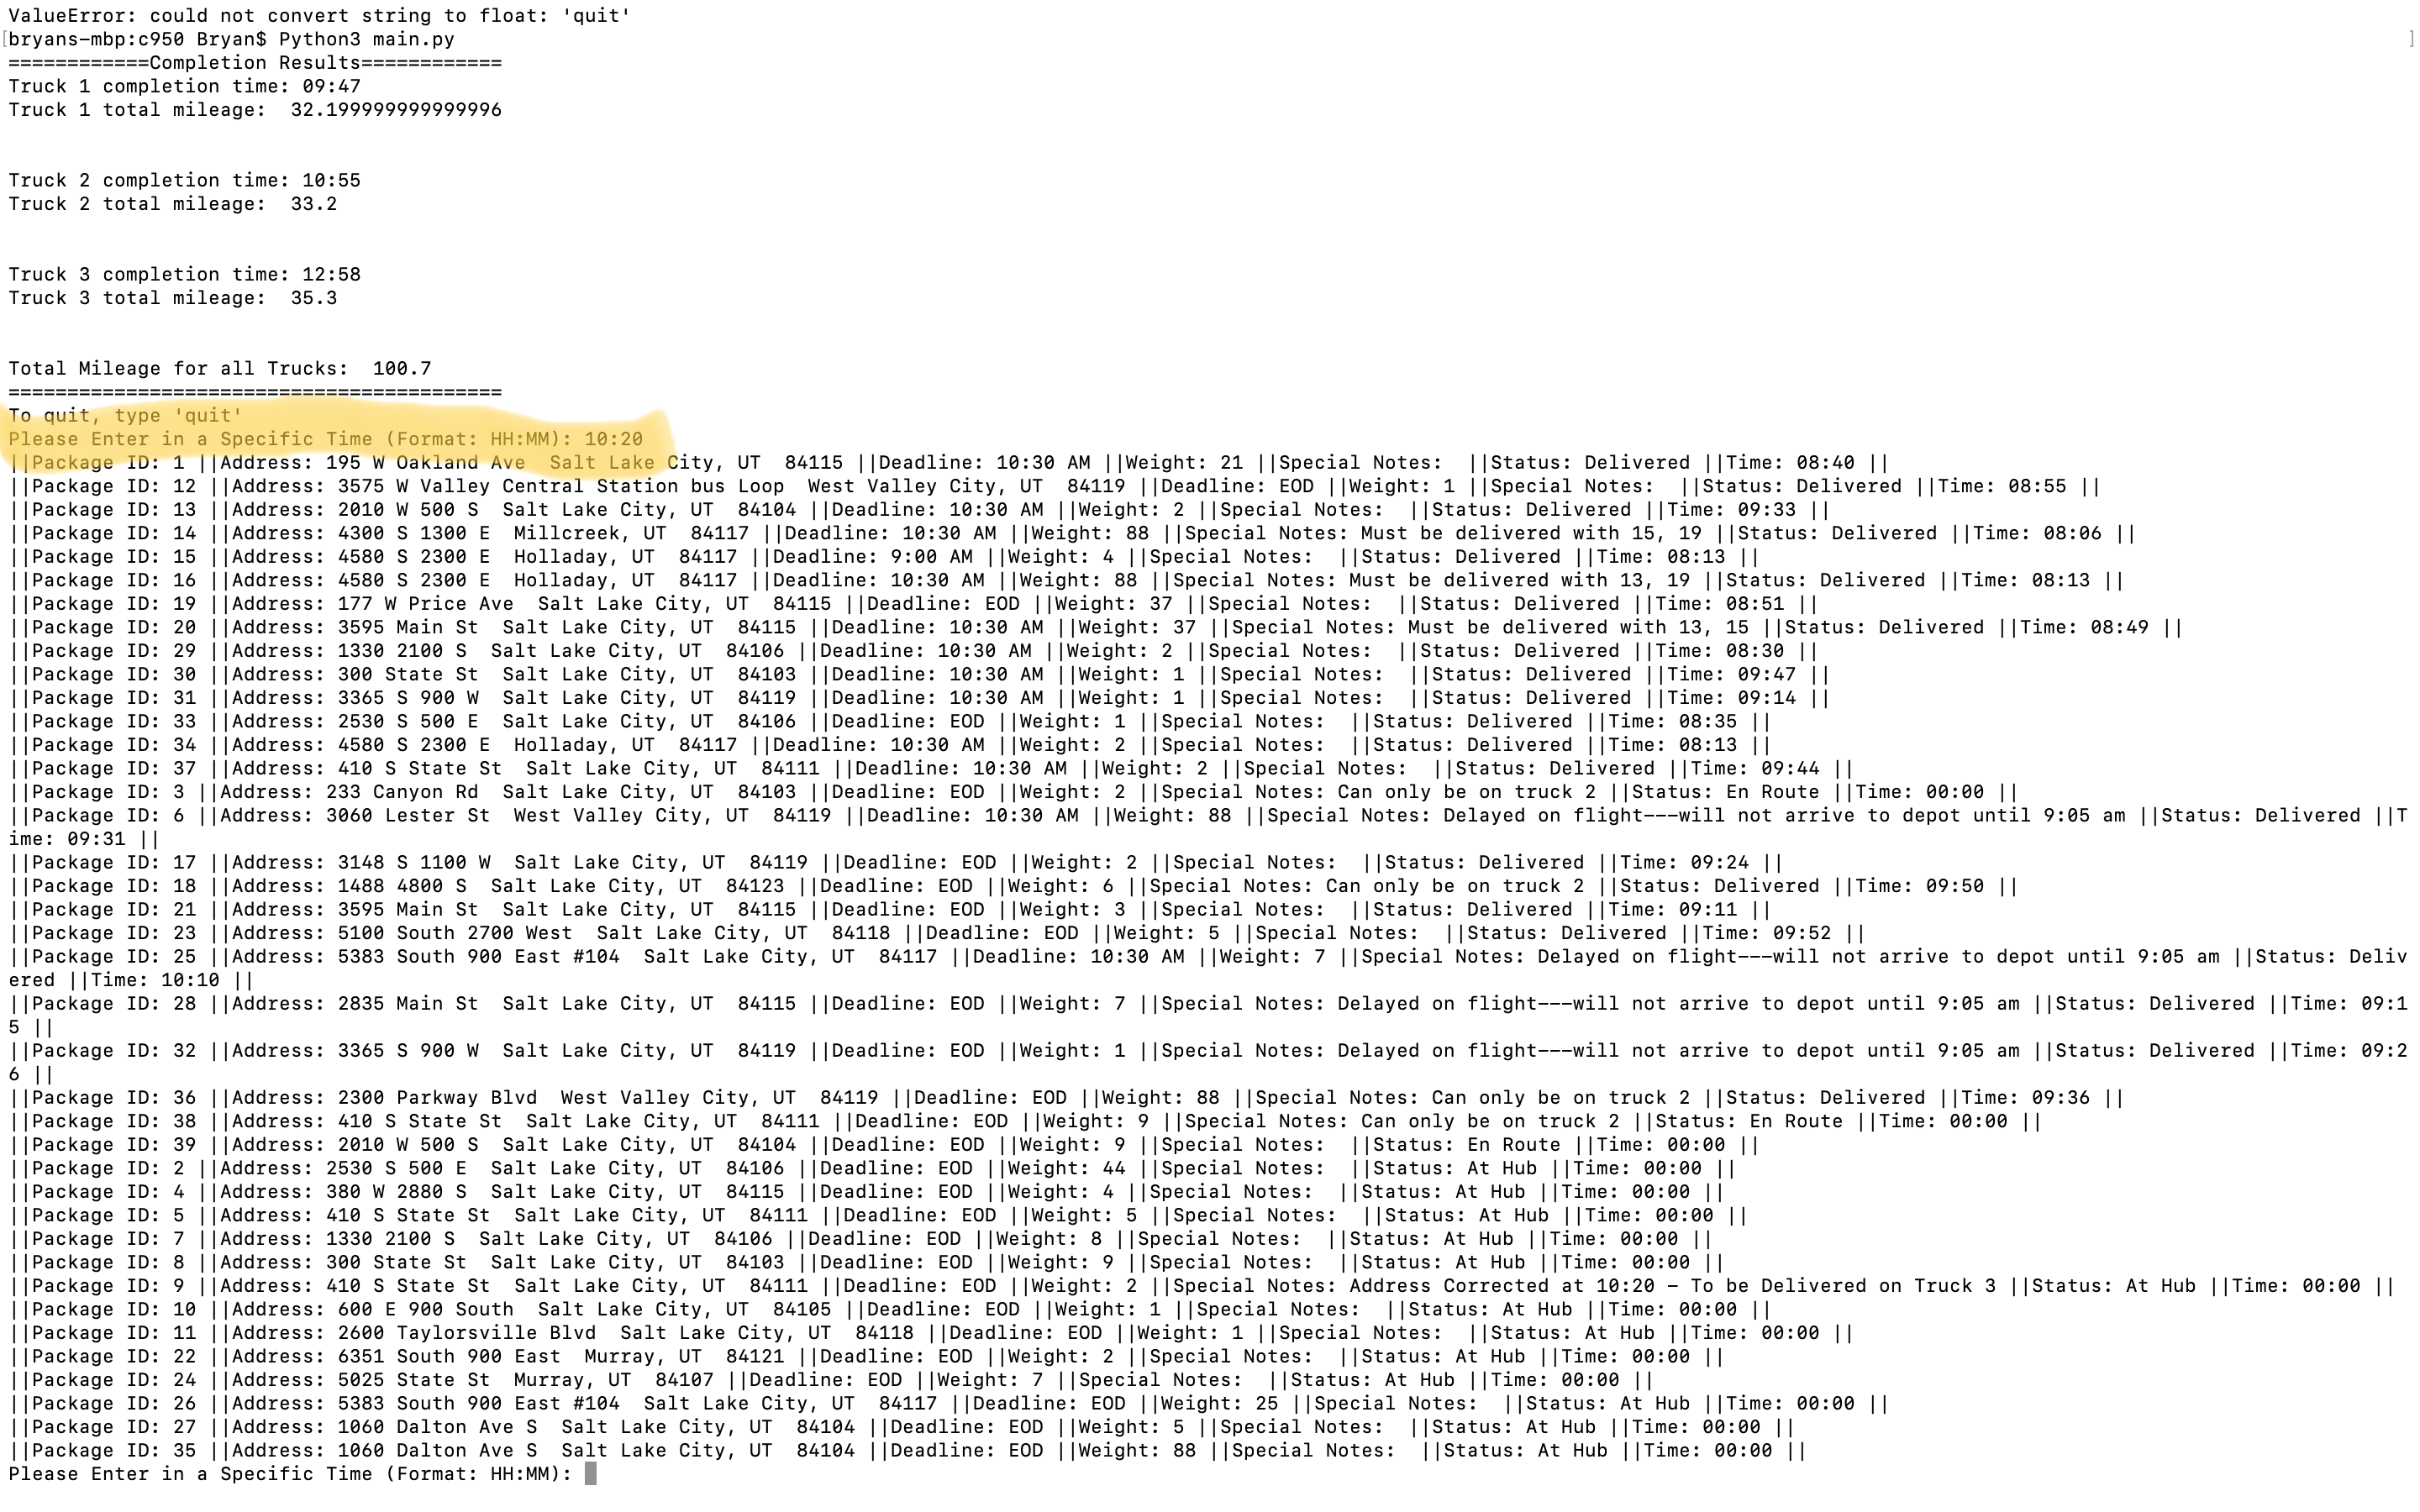 ValueError: could not convert string to float: 'quit'
[bryans-mbp:c950 Bryan$ Python3 main.py ]
============Completion Results============
Truck 1 completion time: 09:47
Truck 1 total mileage:  32.199999999999996
Truck 2 completion time: 10:55
Truck 2 total mileage:  33.2
Truck 3 completion time: 12:58
Truck 3 total mileage:  35.3
Total Mileage for all Trucks:  100.7
==========================================
To quit, type 'quit'
Please Enter in a Specific Time (Format: HH:MM): 10:20
||Package ID: 1 ||Address: 195 W Oakland Ave  Salt Lake City, UT  84115 ||Deadline: 10:30 AM ||Weight: 21 ||Special Notes:  ||Status: Delivered ||Time: 08:40 ||
||Package ID: 12 ||Address: 3575 W Valley Central Station bus Loop  West Valley City, UT  84119 ||Deadline: EOD ||Weight: 1 ||Special Notes:  ||Status: Delivered ||Time: 08:55 ||
||Package ID: 13 ||Address: 2010 W 500 S  Salt Lake City, UT  84104 ||Deadline: 10:30 AM ||Weight: 2 ||Special Notes:  ||Status: Delivered ||Time: 09:33 ||
||Package ID: 14 ||Address: 4300 S 1300 E  Millcreek, UT  84117 ||Deadline: 10:30 AM ||Weight: 88 ||Special Notes: Must be delivered with 15, 19 ||Status: Delivered ||Time: 08:06 ||
||Package ID: 15 ||Address: 4580 S 2300 E  Holladay, UT  84117 ||Deadline: 9:00 AM ||Weight: 4 ||Special Notes:  ||Status: Delivered ||Time: 08:13 ||
||Package ID: 16 ||Address: 4580 S 2300 E  Holladay, UT  84117 ||Deadline: 10:30 AM ||Weight: 88 ||Special Notes: Must be delivered with 13, 19 ||Status: Delivered ||Time: 08:13 ||
||Package ID: 19 ||Address: 177 W Price Ave  Salt Lake City, UT  84115 ||Deadline: EOD ||Weight: 37 ||Special Notes:  ||Status: Delivered ||Time: 08:51 ||
||Package ID: 20 ||Address: 3595 Main St  Salt Lake City, UT  84115 ||Deadline: 10:30 AM ||Weight: 37 ||Special Notes: Must be delivered with 13, 15 ||Status: Delivered ||Time: 08:49 ||
||Package ID: 29 ||Address: 1330 2100 S  Salt Lake City, UT  84106 ||Deadline: 10:30 AM ||Weight: 2 ||Special Notes:  ||Status: Delivered ||Time: 08:30 ||
||Package ID: 30 ||Address: 300 State St  Salt Lake City, UT  84103 ||Deadline: 10:30 AM ||Weight: 1 ||Special Notes:  ||Status: Delivered ||Time: 09:47 ||
||Package ID: 31 ||Address: 3365 S 900 W  Salt Lake City, UT  84119 ||Deadline: 10:30 AM ||Weight: 1 ||Special Notes:  ||Status: Delivered ||Time: 09:14 ||
||Package ID: 33 ||Address: 2530 S 500 E  Salt Lake City, UT  84106 ||Deadline: EOD ||Weight: 1 ||Special Notes:  ||Status: Delivered ||Time: 08:35 ||
||Package ID: 34 ||Address: 4580 S 2300 E  Holladay, UT  84117 ||Deadline: 10:30 AM ||Weight: 2 ||Special Notes:  ||Status: Delivered ||Time: 08:13 ||
||Package ID: 37 ||Address: 410 S State St  Salt Lake City, UT  84111 ||Deadline: 10:30 AM ||Weight: 2 ||Special Notes:  ||Status: Delivered ||Time: 09:44 ||
||Package ID: 3 ||Address: 233 Canyon Rd  Salt Lake City, UT  84103 ||Deadline: EOD ||Weight: 2 ||Special Notes: Can only be on truck 2 ||Status: En Route ||Time: 00:00 ||
||Package ID: 6 ||Address: 3060 Lester St  West Valley City, UT  84119 ||Deadline: 10:30 AM ||Weight: 88 ||Special Notes: Delayed on flight---will not arrive to depot until 9:05 am ||Status: Delivered ||T
ime: 09:31 ||
||Package ID: 17 ||Address: 3148 S 1100 W  Salt Lake City, UT  84119 ||Deadline: EOD ||Weight: 2 ||Special Notes:  ||Status: Delivered ||Time: 09:24 ||
||Package ID: 18 ||Address: 1488 4800 S  Salt Lake City, UT  84123 ||Deadline: EOD ||Weight: 6 ||Special Notes: Can only be on truck 2 ||Status: Delivered ||Time: 09:50 ||
||Package ID: 21 ||Address: 3595 Main St  Salt Lake City, UT  84115 ||Deadline: EOD ||Weight: 3 ||Special Notes:  ||Status: Delivered ||Time: 09:11 ||
||Package ID: 23 ||Address: 5100 South 2700 West  Salt Lake City, UT  84118 ||Deadline: EOD ||Weight: 5 ||Special Notes:  ||Status: Delivered ||Time: 09:52 ||
||Package ID: 25 ||Address: 5383 South 900 East #104  Salt Lake City, UT  84117 ||Deadline: 10:30 AM ||Weight: 7 ||Special Notes: Delayed on flight---will not arrive to depot until 9:05 am ||Status: Deliv
ered ||Time: 10:10 ||
||Package ID: 28 ||Address: 2835 Main St  Salt Lake City, UT  84115 ||Deadline: EOD ||Weight: 7 ||Special Notes: Delayed on flight---will not arrive to depot until 9:05 am ||Status: Delivered ||Time: 09:1
5 ||
||Package ID: 32 ||Address: 3365 S 900 W  Salt Lake City, UT  84119 ||Deadline: EOD ||Weight: 1 ||Special Notes: Delayed on flight---will not arrive to depot until 9:05 am ||Status: Delivered ||Time: 09:2
6 ||
||Package ID: 36 ||Address: 2300 Parkway Blvd  West Valley City, UT  84119 ||Deadline: EOD ||Weight: 88 ||Special Notes: Can only be on truck 2 ||Status: Delivered ||Time: 09:36 ||
||Package ID: 38 ||Address: 410 S State St  Salt Lake City, UT  84111 ||Deadline: EOD ||Weight: 9 ||Special Notes: Can only be on truck 2 ||Status: En Route ||Time: 00:00 ||
||Package ID: 39 ||Address: 2010 W 500 S  Salt Lake City, UT  84104 ||Deadline: EOD ||Weight: 9 ||Special Notes:  ||Status: En Route ||Time: 00:00 ||
||Package ID: 2 ||Address: 2530 S 500 E  Salt Lake City, UT  84106 ||Deadline: EOD ||Weight: 44 ||Special Notes:  ||Status: At Hub ||Time: 00:00 ||
||Package ID: 4 ||Address: 380 W 2880 S  Salt Lake City, UT  84115 ||Deadline: EOD ||Weight: 4 ||Special Notes:  ||Status: At Hub ||Time: 00:00 ||
||Package ID: 5 ||Address: 410 S State St  Salt Lake City, UT  84111 ||Deadline: EOD ||Weight: 5 ||Special Notes:  ||Status: At Hub ||Time: 00:00 ||
||Package ID: 7 ||Address: 1330 2100 S  Salt Lake City, UT  84106 ||Deadline: EOD ||Weight: 8 ||Special Notes:  ||Status: At Hub ||Time: 00:00 ||
||Package ID: 8 ||Address: 300 State St  Salt Lake City, UT  84103 ||Deadline: EOD ||Weight: 9 ||Special Notes:  ||Status: At Hub ||Time: 00:00 ||
||Package ID: 9 ||Address: 410 S State St  Salt Lake City, UT  84111 ||Deadline: EOD ||Weight: 2 ||Special Notes: Address Corrected at 10:20 - To be Delivered on Truck 3 ||Status: At Hub ||Time: 00:00 ||
||Package ID: 10 ||Address: 600 E 900 South  Salt Lake City, UT  84105 ||Deadline: EOD ||Weight: 1 ||Special Notes:  ||Status: At Hub ||Time: 00:00 ||
||Package ID: 11 ||Address: 2600 Taylorsville Blvd  Salt Lake City, UT  84118 ||Deadline: EOD ||Weight: 1 ||Special Notes:  ||Status: At Hub ||Time: 00:00 ||
||Package ID: 22 ||Address: 6351 South 900 East  Murray, UT  84121 ||Deadline: EOD ||Weight: 2 ||Special Notes:  ||Status: At Hub ||Time: 00:00 ||
||Package ID: 24 ||Address: 5025 State St  Murray, UT  84107 ||Deadline: EOD ||Weight: 7 ||Special Notes:  ||Status: At Hub ||Time: 00:00 ||
||Package ID: 26 ||Address: 5383 South 900 East #104  Salt Lake City, UT  84117 ||Deadline: EOD ||Weight: 25 ||Special Notes:  ||Status: At Hub ||Time: 00:00 ||
||Package ID: 27 ||Address: 1060 Dalton Ave S  Salt Lake City, UT  84104 ||Deadline: EOD ||Weight: 5 ||Special Notes:  ||Status: At Hub ||Time: 00:00 ||
||Package ID: 35 ||Address: 1060 Dalton Ave S  Salt Lake City, UT  84104 ||Deadline: EOD ||Weight: 88 ||Special Notes:  ||Status: At Hub ||Time: 00:00 ||
Please Enter in a Specific Time (Format: HH:MM):